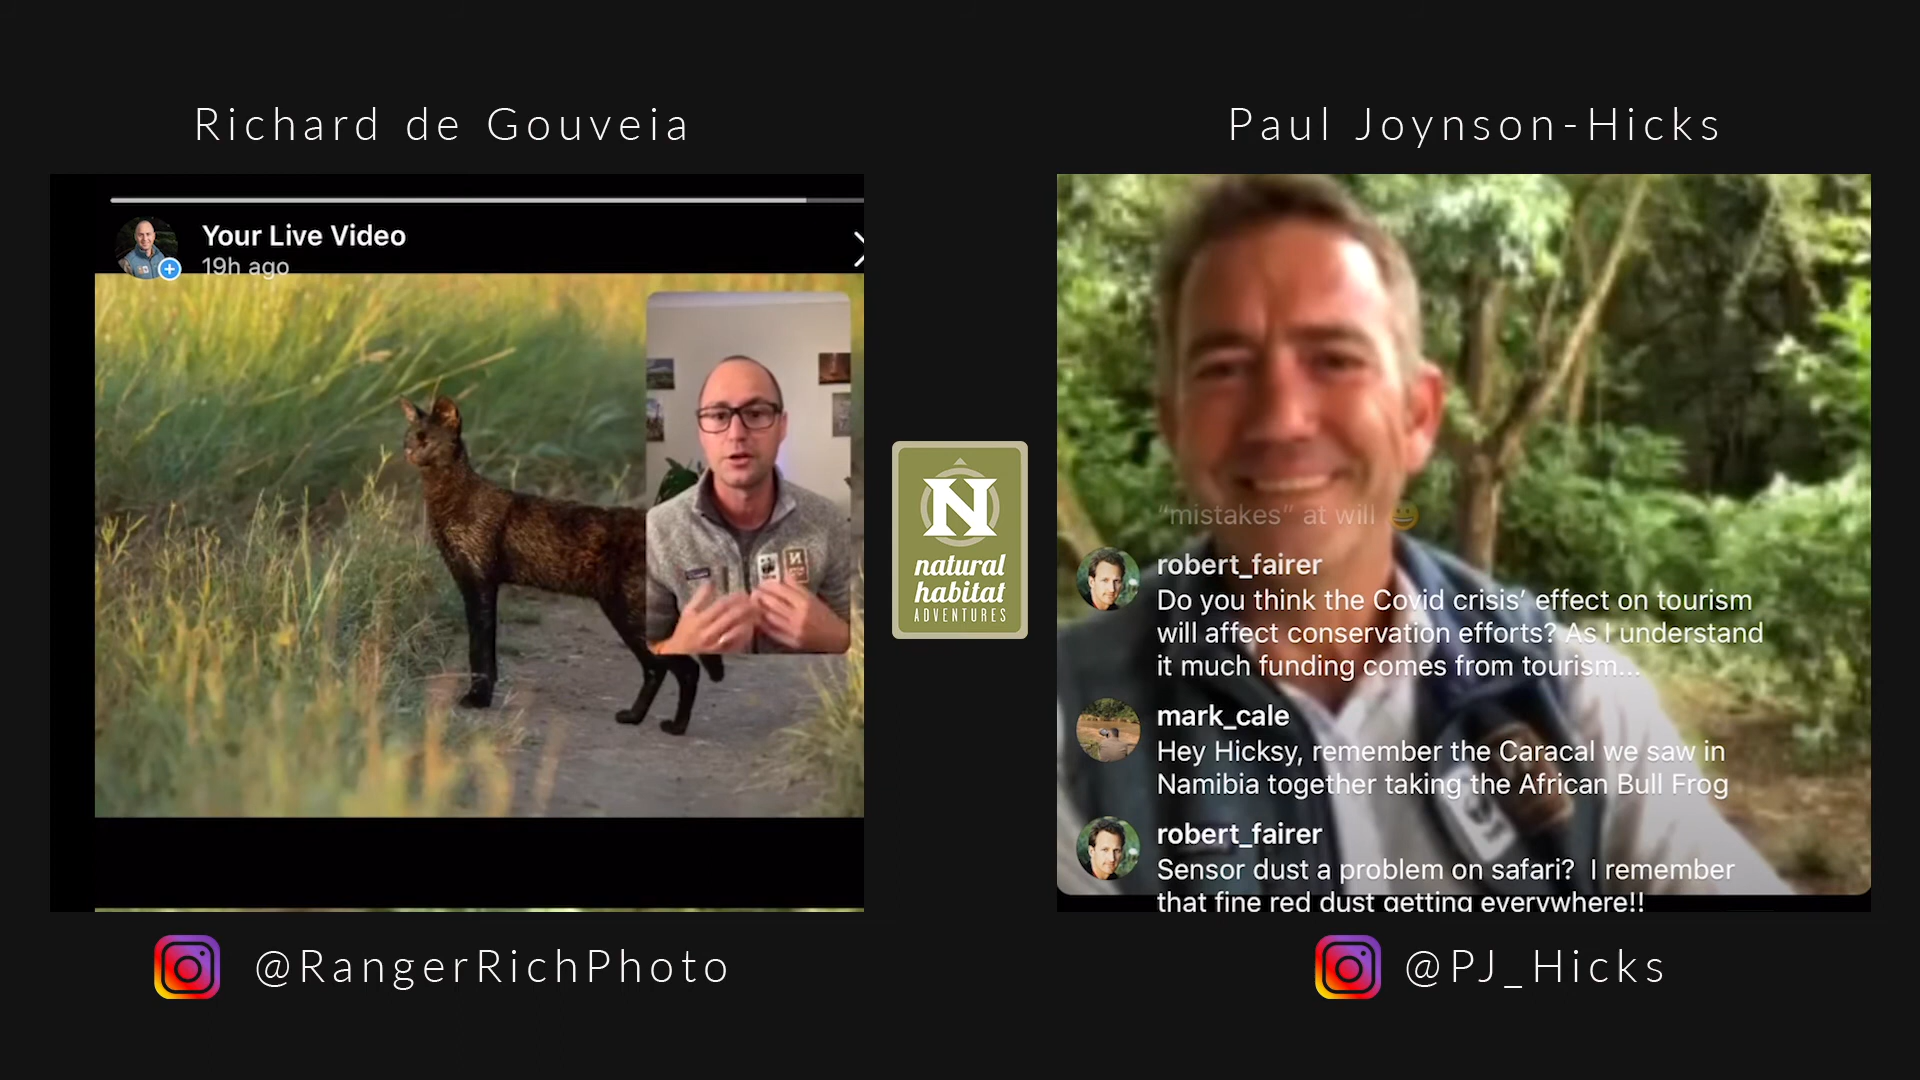 Richard de Gouveia
Paul Joynson-Hicks
Your Live Video
19h ago
N
natural
habitat
ADVENTURES
“mistakes” at will 😄
robert_fairer
Do you think the Covid crisis’ effect on tourism
will affect conservation efforts? As I understand
it much funding comes from tourism...
mark_cale
Hey Hicksy, remember the Caracal we saw in
Namibia together taking the African Bull Frog
robert_fairer
Sensor dust a problem on safari?  I remember
that fine red dust getting everywhere!!
@RangerRichPhoto
@PJ_Hicks